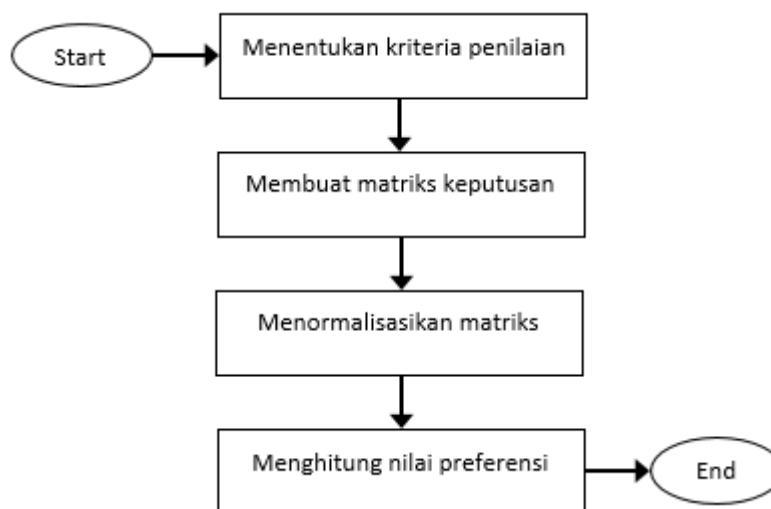 Start
Menentukan kriteria penilaian
Membuat matriks keputusan
Menormalisasikan matriks
Menghitung nilai preferensi
End